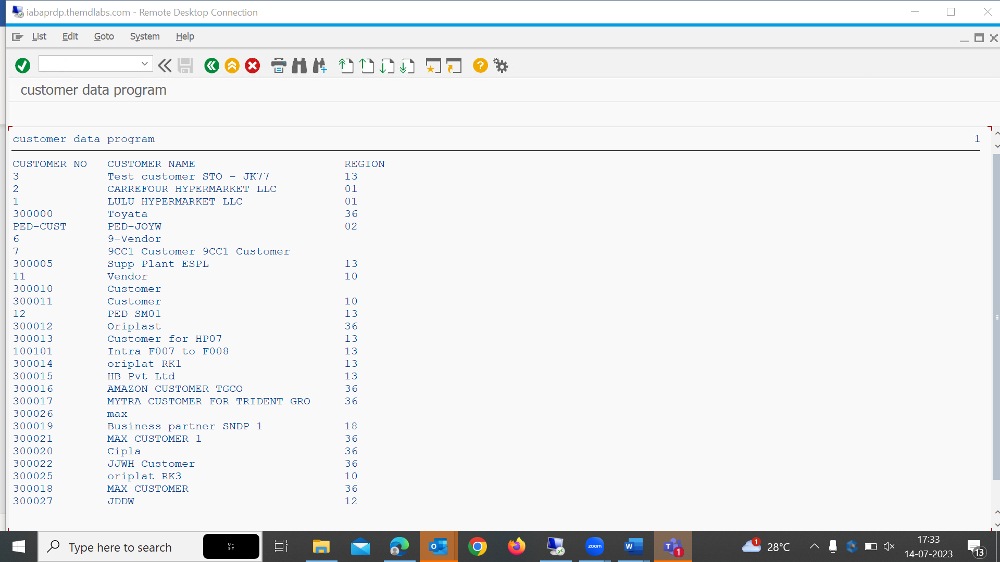 iabaprdp.themdlabs.com - Remote Desktop Connection
List Edit Goto System Help
customer data program
customer data program 1
CUSTOMER NO CUSTOMER NAME REGION
3 Test customer STO - JK77 13
2 CARREFOUR HYPERMARKET LLC 01
1 LULU HYPERMARKET LLC 01
300000 Toyata 36
PED-CUST PED-JOYW 02
6 9-Vendor
7 9CC1 Customer 9CC1 Customer
300005 Supp Plant ESPL 13
11 Vendor 10
300010 Customer
300011 Customer 10
12 PED SM01 13
300012 Oriplast 36
300013 Customer for HP07 13
100101 Intra F007 to F008 13
300014 oriplat RK1 13
300015 HB Pvt Ltd 13
300016 AMAZON CUSTOMER TGCO 36
300017 MYTRA CUSTOMER FOR TRIDENT GRO 36
300026 max
300019 Business partner SNDP 1 18
300021 MAX CUSTOMER 1 36
300020 Cipla 36
300022 JJWH Customer 36
300025 oriplat RK3 10
300018 MAX CUSTOMER 36
300027 JDDW 12
Type here to search
U
ST
zoom
1
1
28°C
17:33
14-07-2023
13